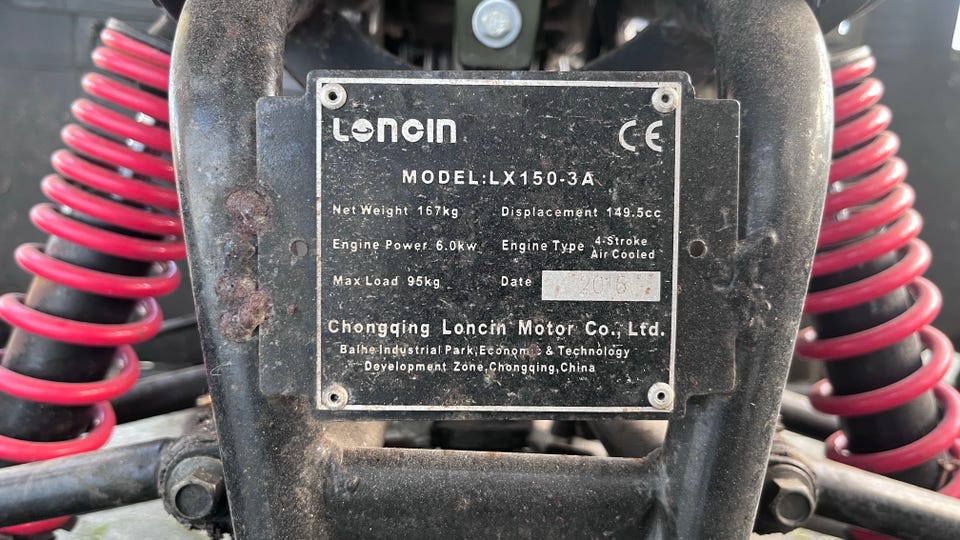 LONCIN
CE
MODEL:LX150-3A
Net Weight 167kg Displacement 149.5cc
Engine Power 6.0kw Engine Type 4-Stroke
Air Cooled
Max Load 95kg Date 2016
Chongqing Loncin Motor Co., Ltd.
Baihe Industrial Park,Economic & Technology
Development Zone,Chongqing,China